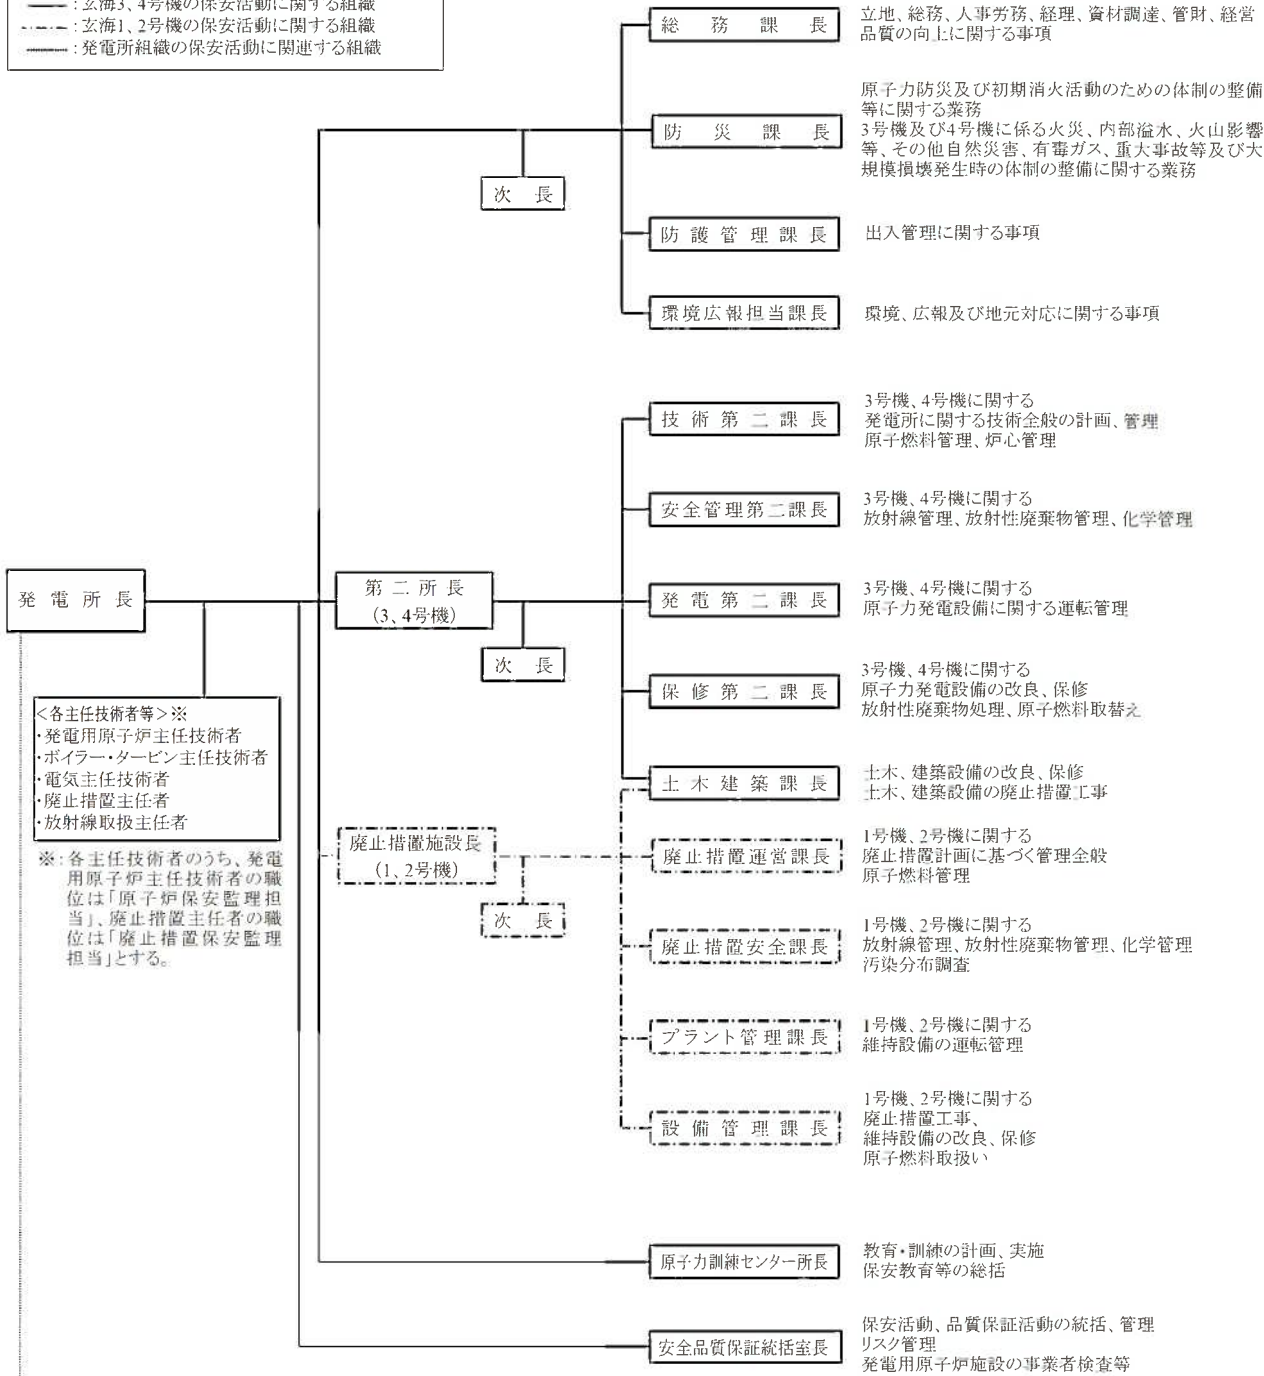 ：玄海3、4号機の保安活動に関する組織
：玄海1、2号機の保安活動に関する組織
：発電所組織の保安活動に関連する組織
総務課長
立地、総務、人事労務、経理、資材調達、管財、経営
品質の向上に関する事項
防災課長
原子力防災及び初期消火活動のための体制の整備
等に関する業務
3号機及び4号機に係る火災、内部溢水、火山影響
等、その他自然災害、有毒ガス、重大事故等及び大
規模損壊発生時の体制の整備に関する業務
次長
防護管理課長
出入管理に関する事項
環境広報担当課長
環境、広報及び地元対応に関する事項
技術第二課長
3号機、4号機に関する
発電所に関する技術全般の計画、管理
原子燃料管理、炉心管理
安全管理第二課長
3号機、4号機に関する
放射線管理、放射性廃棄物管理、化学管理
発電所長
第二所長
(3、4号機)
発電第二課長
3号機、4号機に関する
原子力発電設備に関する運転管理
次長
保修第二課長
3号機、4号機に関する
原子力発電設備の改良、保修
放射性廃棄物処理、原子燃料取替え
＜各主任技術者等＞※
・発電用原子炉主任技術者
・ボイラー・タービン主任技術者
・電気主任技術者
・廃止措置主任者
・放射線取扱主任者
※：各主任技術者のうち、発電
用原子炉主任技術者の職
位は「原子炉保安監理担
当」、廃止措置主任者の職
位は「廃止措置保安監理
担当」とする。
土木建築課長
土木、建築設備の改良、保修
土木、建築設備の廃止措置工事
廃止措置施設長
(1、2号機)
廃止措置運営課長
1号機、2号機に関する
廃止措置計画に基づく管理全般
原子燃料管理
次長
廃止措置安全課長
1号機、2号機に関する
放射線管理、放射性廃棄物管理、化学管理
汚染分布調査
プラント管理課長
1号機、2号機に関する
維持設備の運転管理
設備管理課長
1号機、2号機に関する
廃止措置工事、
維持設備の改良、保修
原子燃料取扱い
原子力訓練センター所長
教育・訓練の計画、実施
保安教育等の総括
安全品質保証統括室長
保安活動、品質保証活動の統括、管理
リスク管理
発電用原子炉施設の事業者検査等